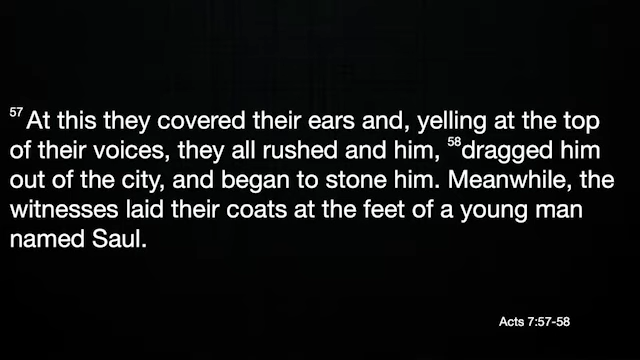 57 At this they covered their ears and, yelling at the top
of their voices, they all rushed and him, 58dragged him
out of the city, and began to stone him. Meanwhile, the
witnesses laid their coats at the feet of a young man
named Saul.
Acts 7:57-58